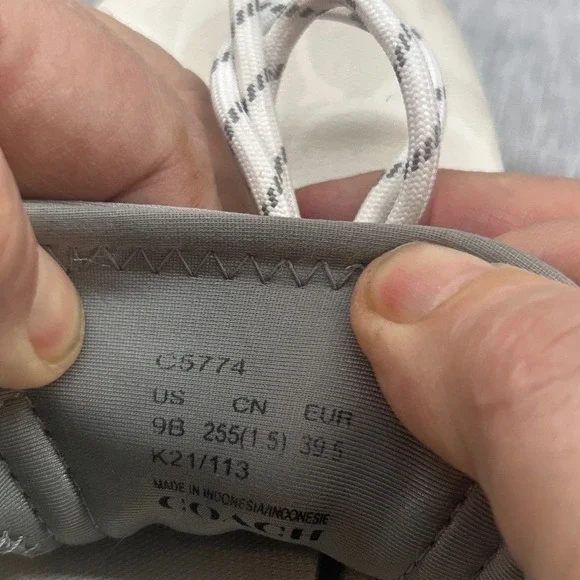 C5774
US CN EUR
9B 255(1 5) 39.5
K21/113
MADE IN INDONESIA/INDONESIE
COACH